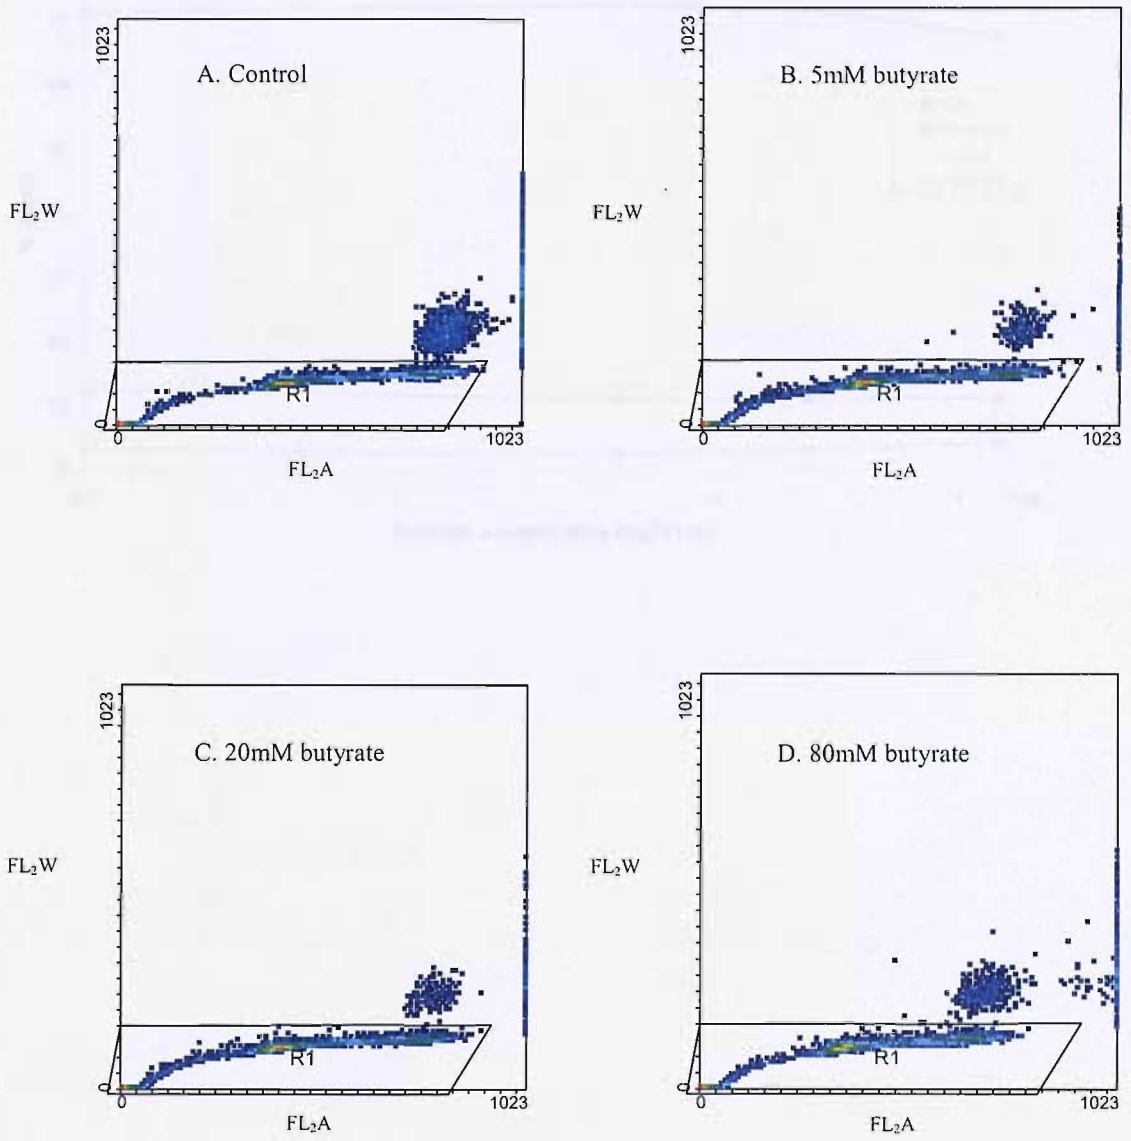 1023
A. Control
FL₂W
R1
0
0
1023
FL₂A
1023
B. 5mM butyrate
FL₂W
R1
0
0
1023
FL₂A
1023
C. 20mM butyrate
FL₂W
R1
0
0
1023
FL₂A
1023
D. 80mM butyrate
FL₂W
R1
0
0
1023
FL₂A